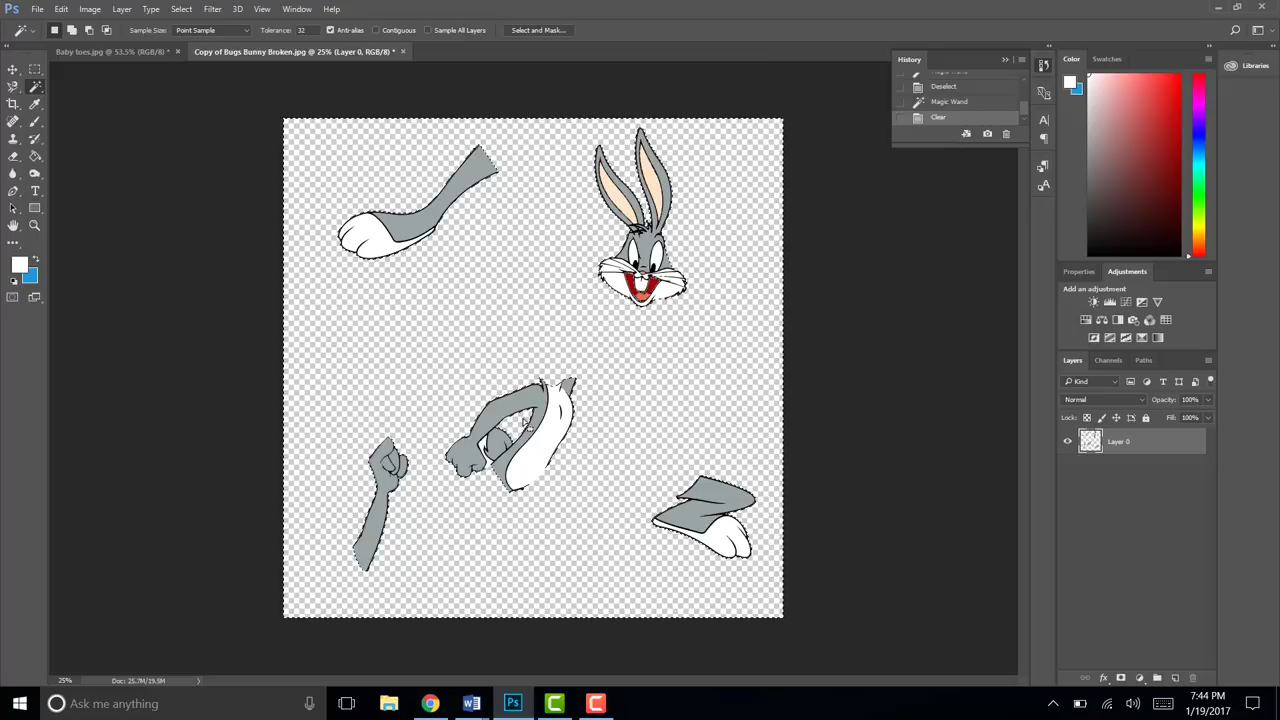 Ps File Edit Image Layer Type Select Filter 3D View Window Help
Sample Size: Point Sample Tolerance: 32 Anti-alias Contiguous Sample All Layers Select and Mask...
Baby toes.jpg @ 53.5% (RGB/8) * × Copy of Bugs Bunny Broken.jpg @ 25% (Layer 0, RGB/8) * ×
History
Magic Wand
Deselect
Magic Wand
Clear
Color Swatches
Libraries
Properties Adjustments
Add an adjustment
Layers Channels Paths
Kind
Normal Opacity: 100%
Lock: Fill: 100%
Layer 0
25% Doc: 25.7M/19.5M
Ask me anything
7:44 PM
1/19/2017